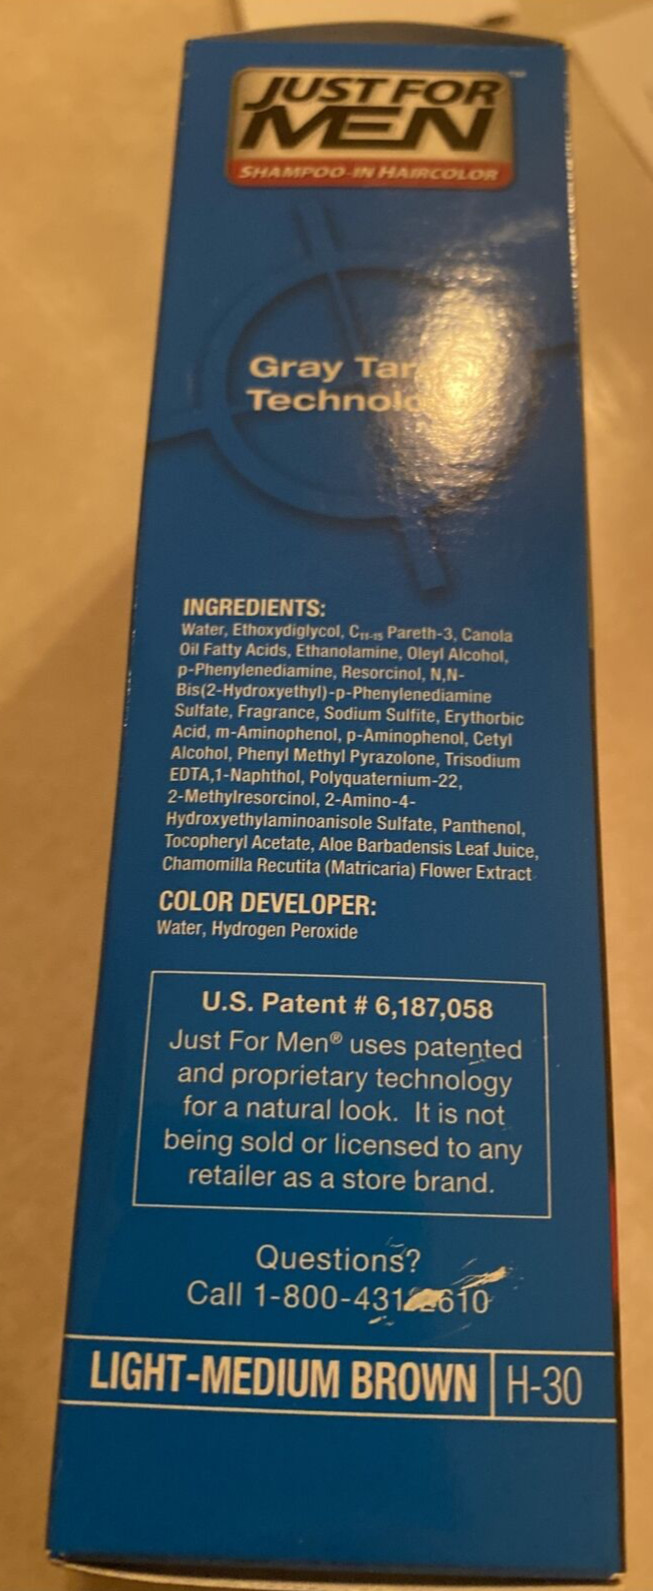 JUST FOR
MEN
SHAMPOO-IN HAIRCOLOR
Gray
INGREDIENTS:
Water, Ethoxydiglycol, C11-15 Pareth-3, Canola
Oil Fatty Acids, Ethanolamine, Oleyl Alcohol,
p-Phenylenediamine, Resorcinol, N,N-
Bis(2-Hydroxyethyl)-p-Phenylenediamine
Sulfate, Fragrance, Sodium Sulfite, Erythorbic
Acid, m-Aminophenol, p-Aminophenol, Cetyl
Alcohol, Phenyl Methyl Pyrazolone, Trisodium
EDTA,1-Naphthol, Polyquaternium-22,
2-Methylresorcinol, 2-Amino-4-
Hydroxyethylaminoanisole Sulfate, Panthenol,
Tocopheryl Acetate, Aloe Barbadensis Leaf Juice,
Chamomilla Recutita (Matricaria) Flower Extract
COLOR DEVELOPER:
Water, Hydrogen Peroxide
U.S. Patent # 6,187,058
Just For Men® uses patented
and proprietary technology
for a natural look. It is not
being sold or licensed to any
retailer as a store brand.
Questions?
Call
LIGHT-MEDIUM BROWN H-30